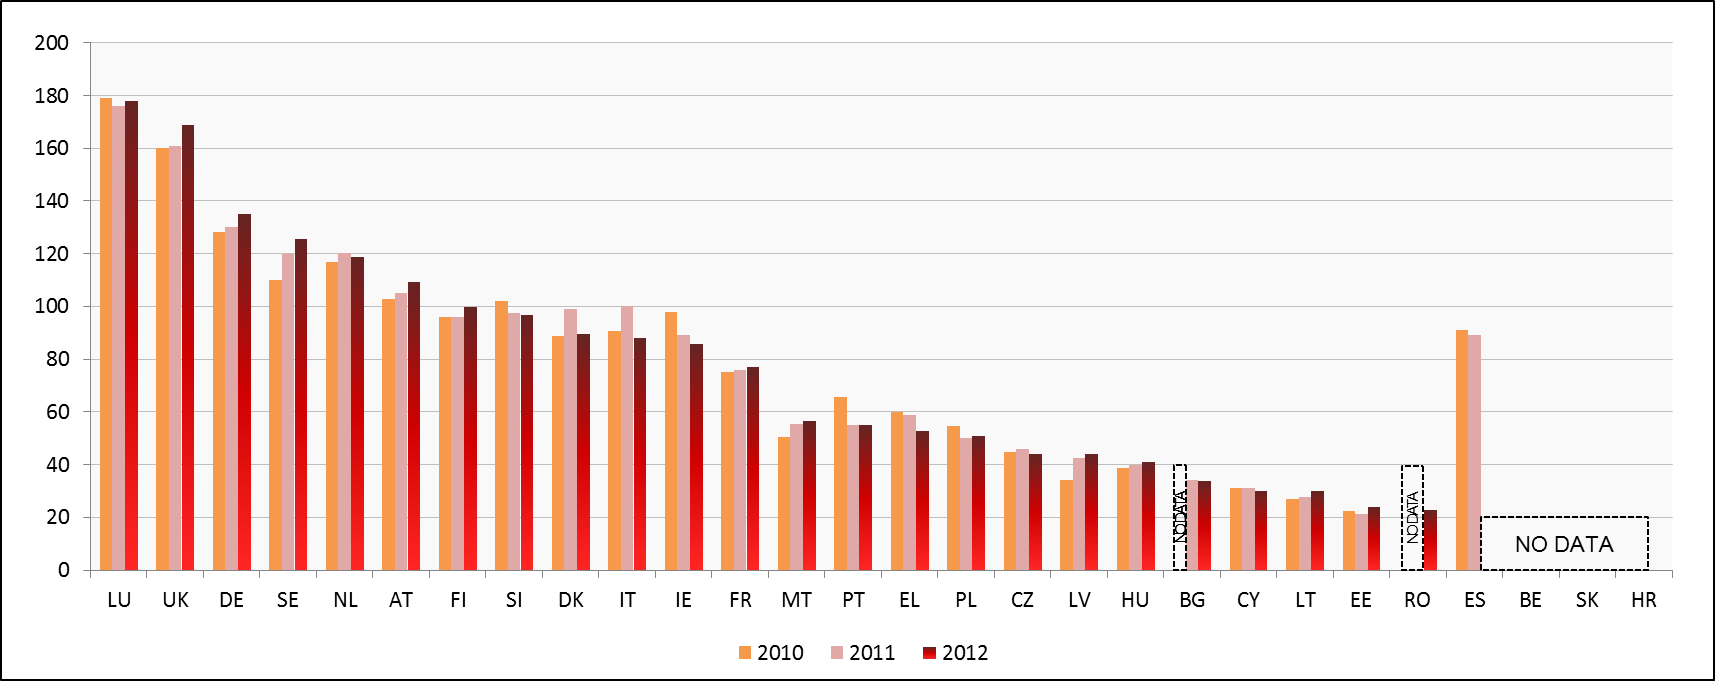 200
180
160
140
120
100
80
60
40
20
0
NO DATA
NO DATA
NO DATA
LU UK DE SE NL AT FI SI DK IT IE FR MT PT EL PL CZ LV HU BG CY LT EE RO ES BE SK HR
2010 2011 2012